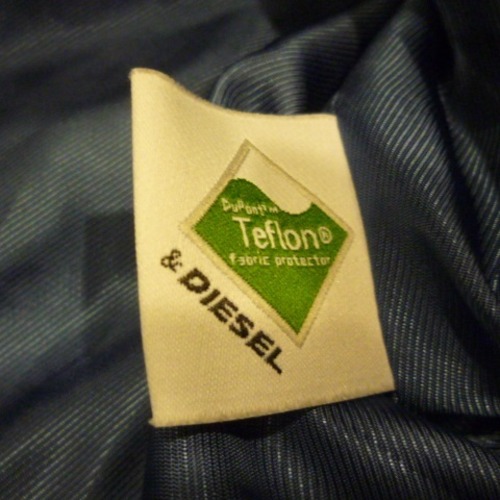 DuPont™
Teflon®
fabric protector
& DIESEL